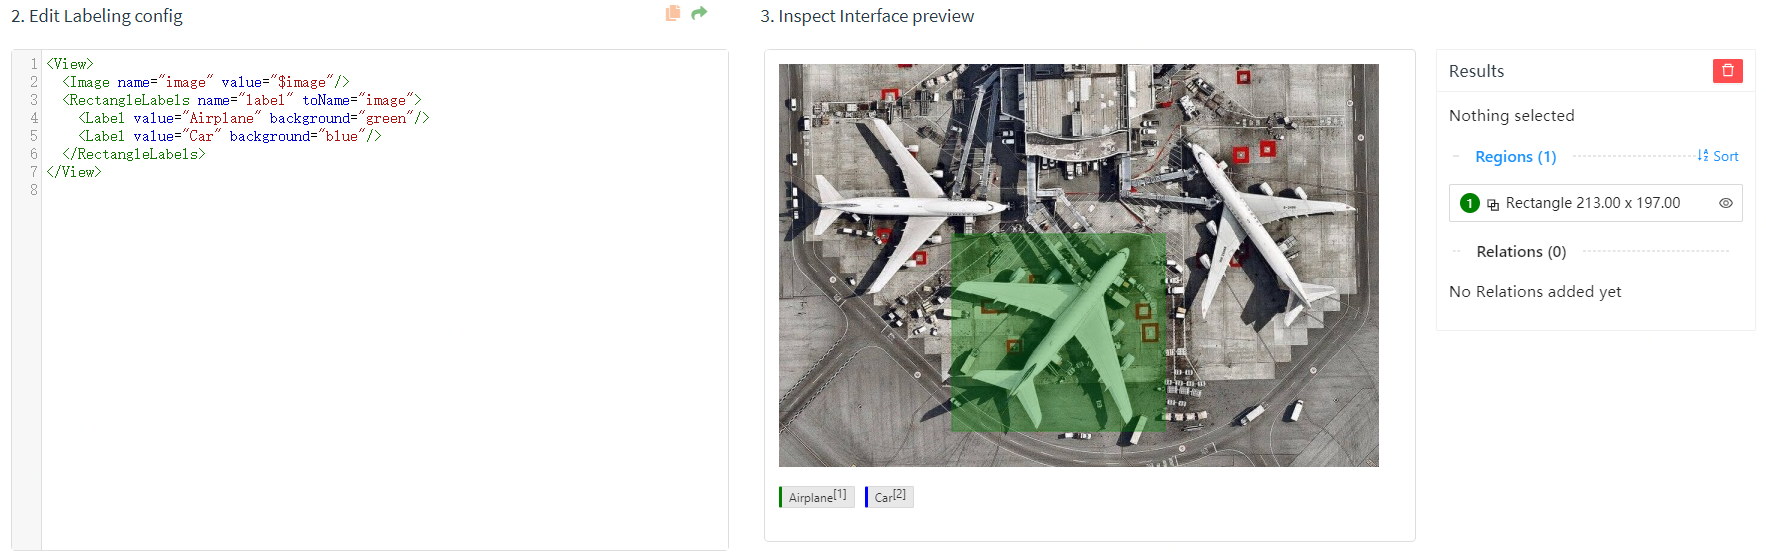 2. Edit Labeling config
1 <View>
2 <Image name="image" value="$image"/>
3 <RectangleLabels name="label" toName="image">
4 <Label value="Airplane" background="green"/>
5 <Label value="Car" background="blue"/>
6 </RectangleLabels>
7 </View>
8
3. Inspect Interface preview
Airplane[1] Car[2]
Results
Nothing selected
Regions (1) Sort
1 Rectangle 213.00 x 197.00
Relations (0)
No Relations added yet